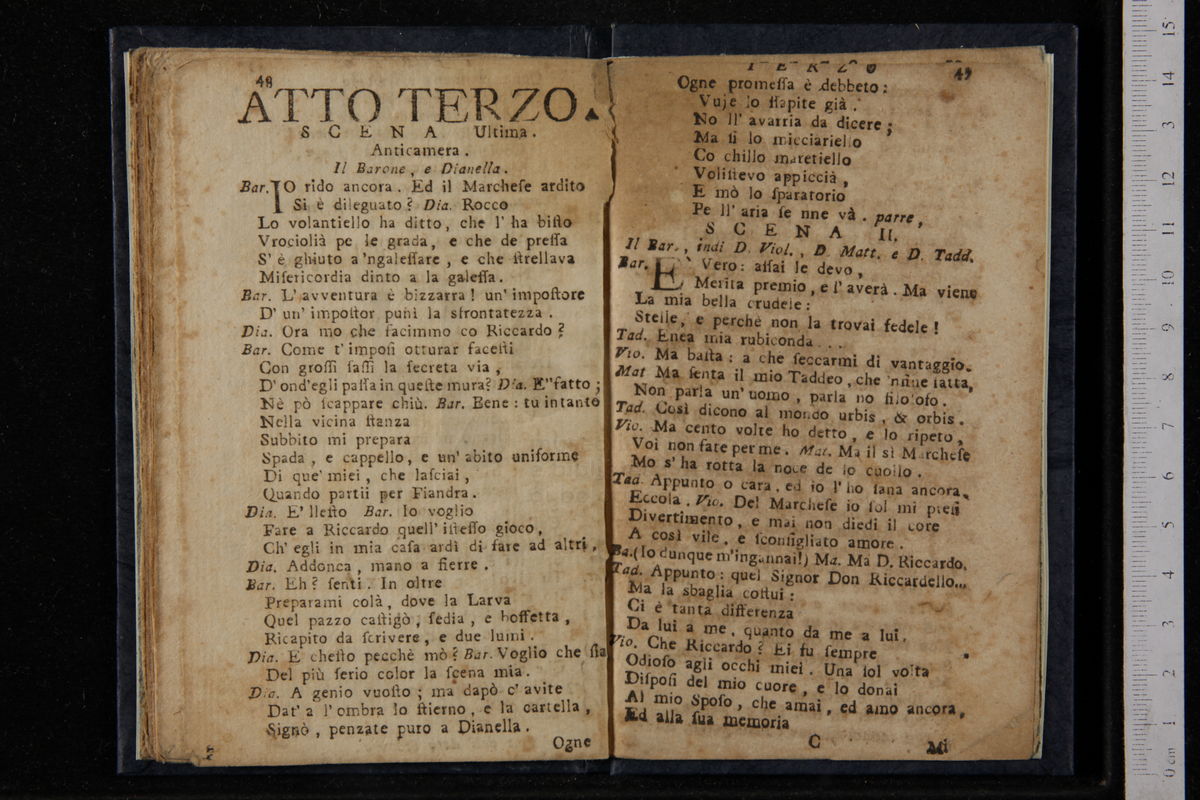 48
ATTO TERZO.
SCENA Ultima.
Anticamera.
Il Barone, e Dianella.
Bar. IO rido ancora. Ed il Marcheſe ardito
Si è dileguato? Dia. Rocco
Lo volantiello ha ditto, che l' ha biſto
Vrociolià pe le grada, e che de preſſa
S' è ghiuto a 'ngaleſſare, e che ſtrellava
Miſericordia dinto a la galeſſa.
Bar. L' avventura è bizzarra! un' impoſtore
D' un' impoſtor punì la sfrontatezza.
Dia. Ora mo che facimmo co Riccardo?
Bar. Come t' impoſi otturar faceſti
Con groſſi ſaſſi la ſecreta via,
D' ond'egli paſſa in queſte mura? Dia. E" fatto;
Nè pò ſcappare chiù. Bar. Bene: tu intanto
Nella vicina ſtanza
Subbito mi prepara
Spada, e cappello, e un' abito uniforme
Di que' miei, che laſciai,
Quando partii per Fiandra.
Dia. E' lleſto Bar. Io voglio
Fare a Riccardo quell' iſteſſo gioco,
Ch' egli in mia caſa ardì di fare ad altri,
Dia. Addonca, mano a fierre.
Bar. Eh? ſenti. In oltre
Preparami colà, dove la Larva
Quel pazzo caſtigò, ſedia, e boffetta,
Ricapito da ſcrivere, e due lumi.
Dia. E cheſto pecchè mò? Bar. Voglio che ſia
Del più ſerio color la ſcena mia.
Dia. A genio vuoſto; ma dapò c' avite
Dat' a l' ombra lo ſtierno, e la cartella,
Signò, penzate puro a Dianella.
Ogne
TERZO
49
Ogne promeſſa è debbeto:
Vuje lo ſtapite già.
No ll' avarria da dicere;
Ma ſi lo micciariello
Co chillo maretiello
Voliſtevo appiccià,
E mò lo ſparatorio
Pe ll' aria ſe nne và. parte,
SCENA II.
Il Bar., indi D. Viol., D. Matt. e D. Tadd.
Bar. E' Vero: aſſai le devo,
Merita premio, e l' averà. Ma viene
La mia bella crudele:
Stelle, e perchè non la trovai fedele!
Tad. Enea mia rubiconda...
Vio. Ma baſta: a che ſeccarmi di vantaggio.
Mat Ma ſenta il mio Taddeo, che 'nnne ſatta,
Non parla un' uomo, parla no filoſofo.
Tad. Così dicono al mondo urbis, & orbis.
Vio. Ma cento volte ho detto, e lo ripeto,
Voi non fate per me. Mat. Ma il sì Marcheſe
Mo s' ha rotta la noce de lo cuollo.
Tad. Appunto o cara, ed io l' ho ſana ancora.
Eccola. Vio. Del Marcheſe io ſol mi preſi
Divertimento, e mai non diedi il core
A così vile, e ſconſigliato amore.
Ba. (Io dunque m'ingannai!) Ma. Ma D. Riccardo.
Tad. Appunto: quel Signor Don Riccardello...
Ma la sbaglia coſtui:
Ci è tanta differenza
Da lui a me, quanto da me a lui.
Vio. Che Riccardo? Ei fu ſempre
Odioſo agli occhi miei. Una ſol volta
Diſpoſi del mio cuore, e lo donai
Al mio Spoſo, che amai, ed amo ancora,
Ed alla ſua memoria
C
Mi